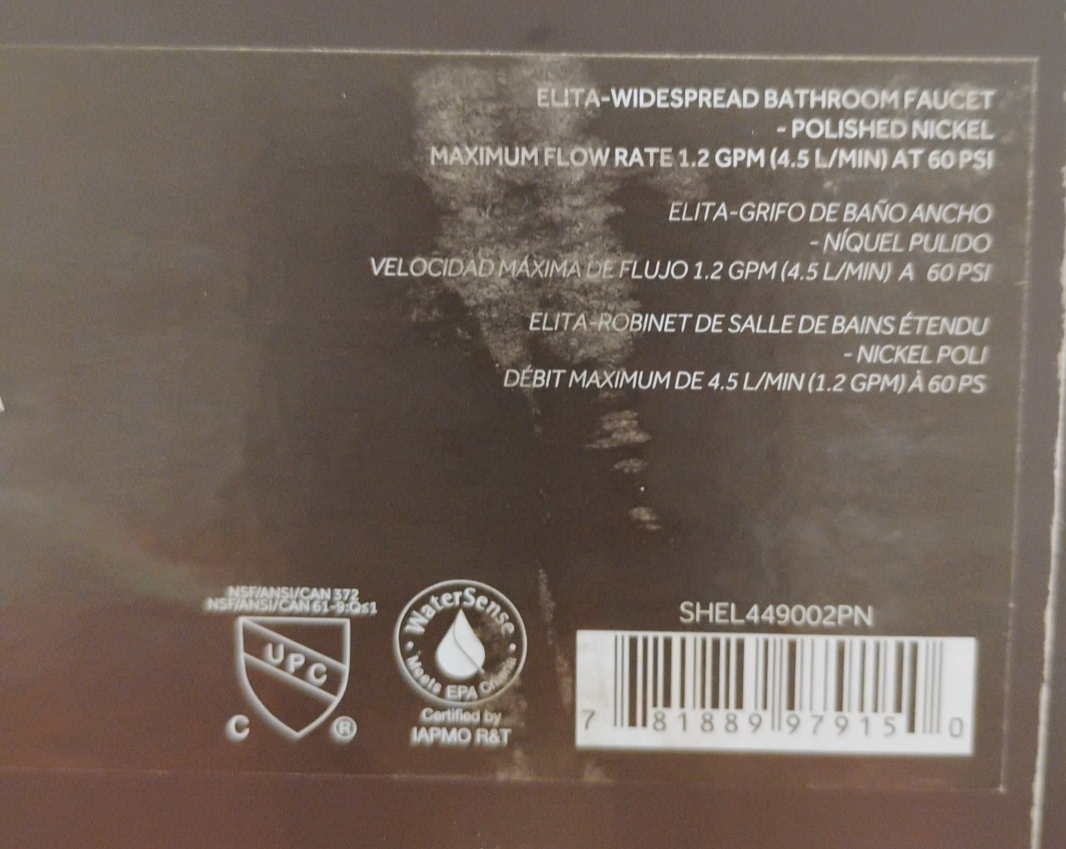 ELITA-WIDESPREAD BATHROOM FAUCET
- POLISHED NICKEL
MAXIMUM FLOW RATE 1.2 GPM (4.5 L/MIN) AT 60 PSI
ELITA-GRIFO DE BAÑO ANCHO
- NÍQUEL PULIDO
VELOCIDAD MÁXIMA DE FLUJO 1.2 GPM (4.5 L/MIN) A 60 PSI
ELITA-ROBINET DE SALLE DE BAINS ÉTENDU
- NICKEL POLI
DÉBIT MAXIMUM DE 4.5 L/MIN (1.2 GPM) À 60 PS
NSF/ANSI/CAN 372
NSF/ANSI/CAN 61-9:Q≤1
UPC
C ®
WaterSense
Meets EPA Criteria
Certified by
IAPMO R&T
SHEL449002PN
7 81889 97915 0